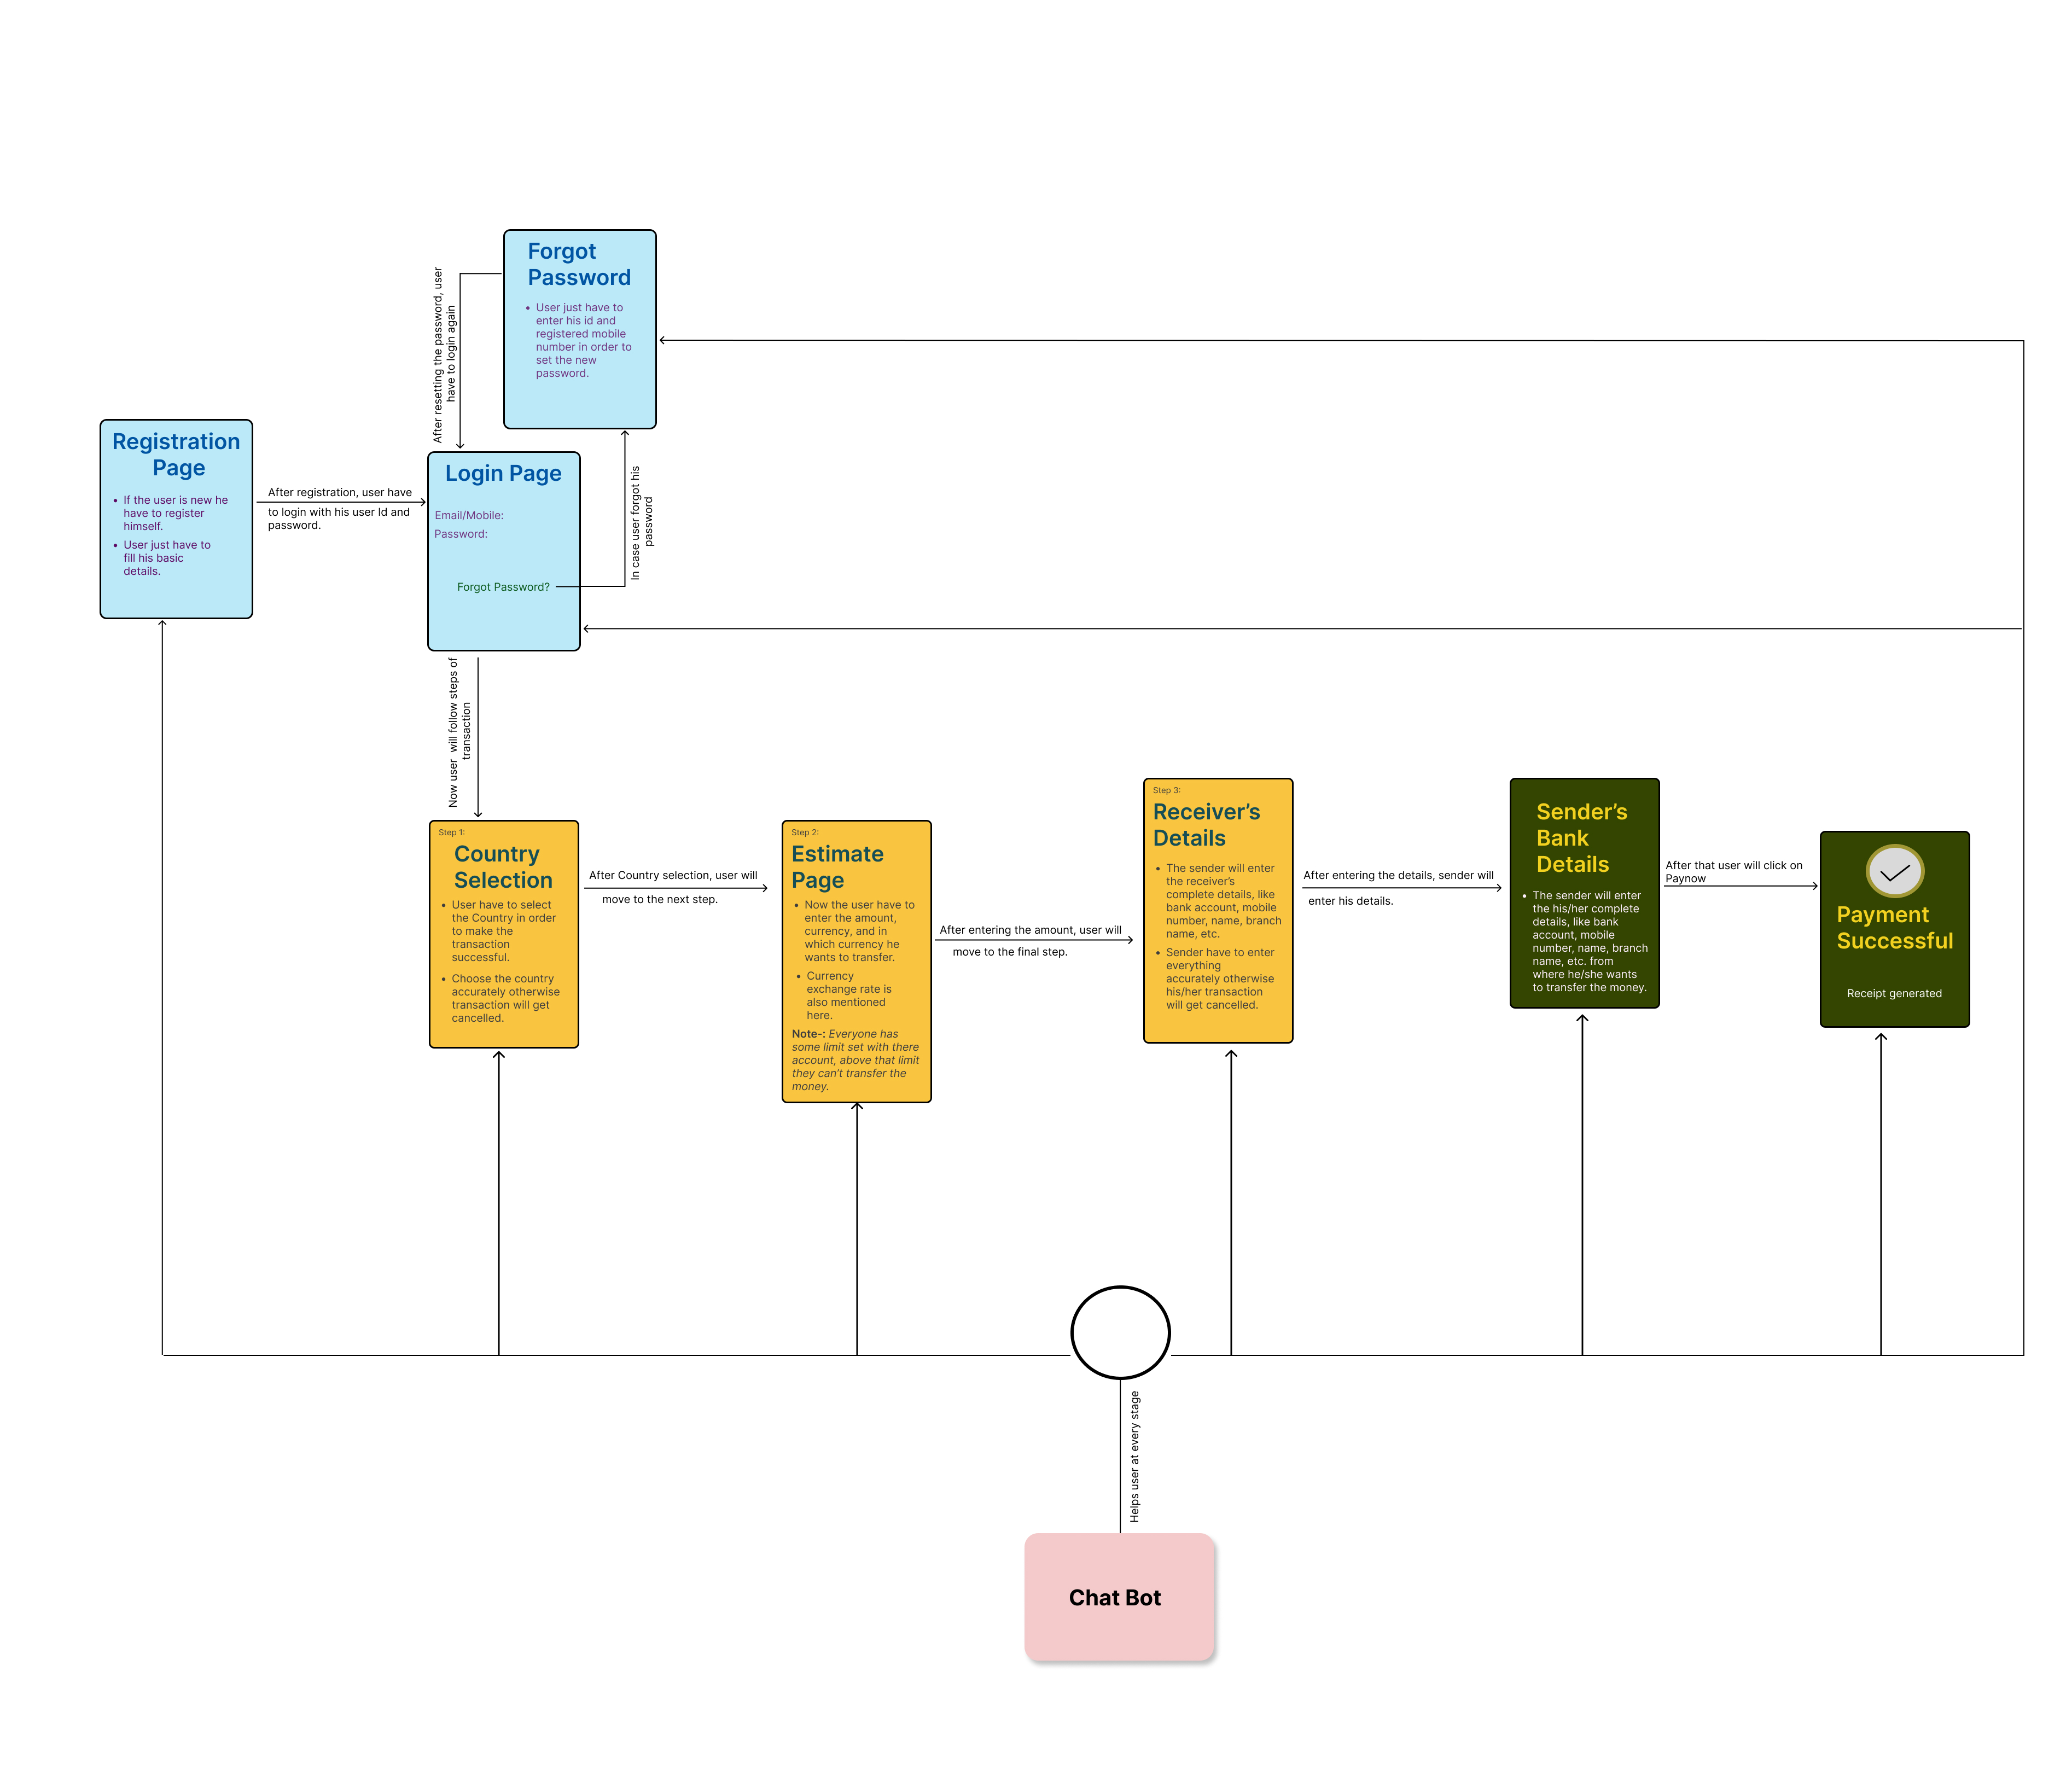 Forgot
Password
• User just have to
enter his id and
registered mobile
number in order to
set the new
password.
After resetting the password, user
have to login again
Registration
Page
• If the user is new he
have to register
himself.
• User just have to
fill his basic
details.
After registration, user have
to login with his user Id and
password.
Login Page
Email/Mobile:
Password:
Forgot Password?
In case user forgot his
password
Now user will follow steps of
transaction
Step 1:
Country
Selection
• User have to select
the Country in order
to make the
transaction
successful.
• Choose the country
accurately otherwise
transaction will get
cancelled.
After Country selection, user will
move to the next step.
Step 2:
Estimate
Page
• Now the user have to
enter the amount,
currency, and in
which currency he
wants to transfer.
• Currency
exchange rate is
also mentioned
here.
Note-: Everyone has
some limit set with there
account, above that limit
they can't transfer the
money.
After entering the amount, user will
move to the final step.
Step 3:
Receiver’s
Details
• The sender will enter
the receiver’s
complete details, like
bank account, mobile
number, name, branch
name, etc.
• Sender have to enter
everything
accurately otherwise
his/her transaction
will get cancelled.
After entering the details, sender will
enter his details.
Sender’s
Bank
Details
• The sender will enter
the his/her complete
details, like bank
account, mobile
number, name, branch
name, etc. from
where he/she wants
to transfer the money.
After that user will click on
Paynow
Payment
Successful
Receipt generated
Helps user at every stage
Chat Bot